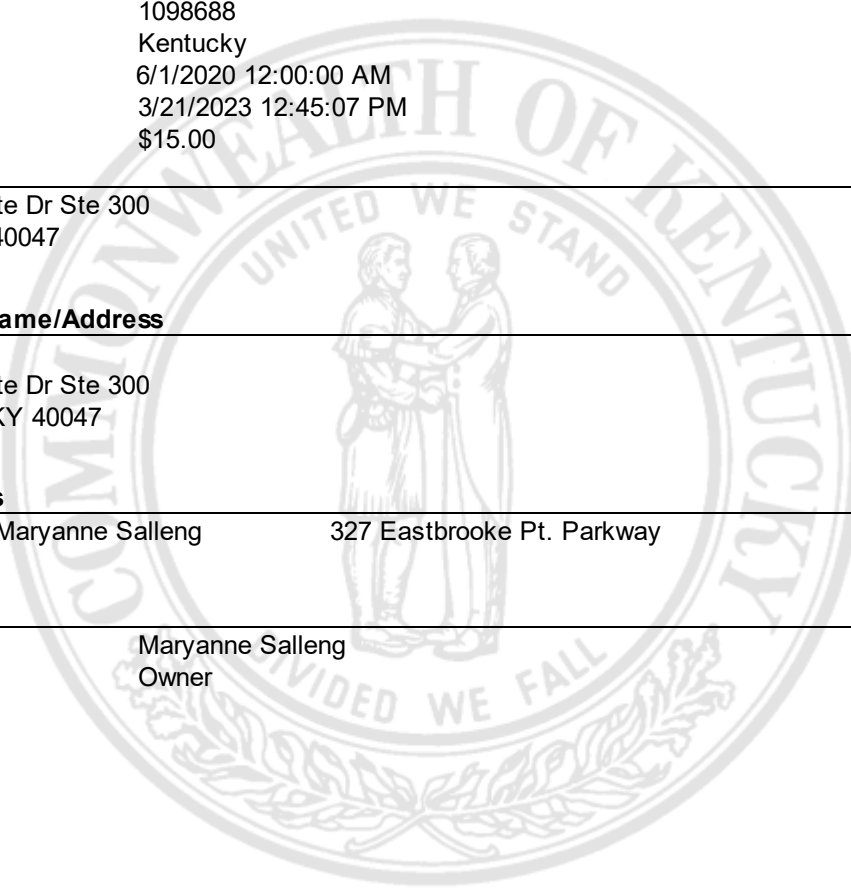 1098688
Kentucky
6/1/2020 12:00:00 AM
3/21/2023 12:45:07 PM
$15.00
te Dr Ste 300
40047
ame/Address
te Dr Ste 300
KY 40047
s
Maryanne Salleng 327 Eastbrooke Pt. Parkway
Maryanne Salleng
Owner
COMMONWEALTH OF KENTUCKY
UNITED WE STAND
DIVIDED WE FALL